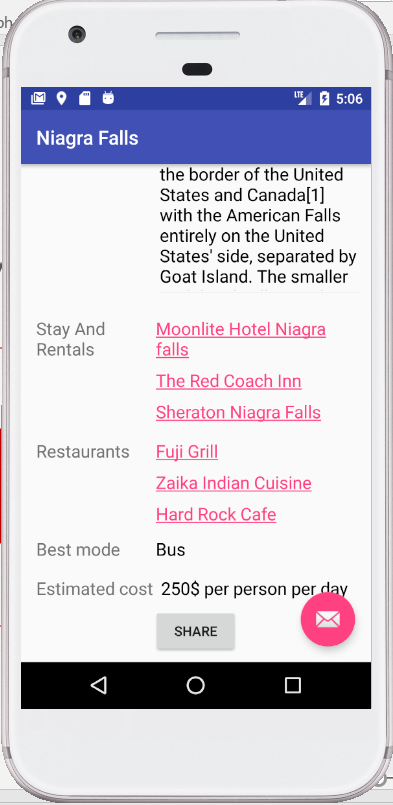 LTE 5:06
Niagra Falls
the border of the United
States and Canada[1]
with the American Falls
entirely on the United
States' side, separated by
Goat Island. The smaller
Stay And
Rentals
Moonlite Hotel Niagra
falls
The Red Coach Inn
Sheraton Niagra Falls
Restaurants
Fuji Grill
Zaika Indian Cuisine
Hard Rock Cafe
Best mode
Bus
Estimated cost
250$ per person per day
SHARE